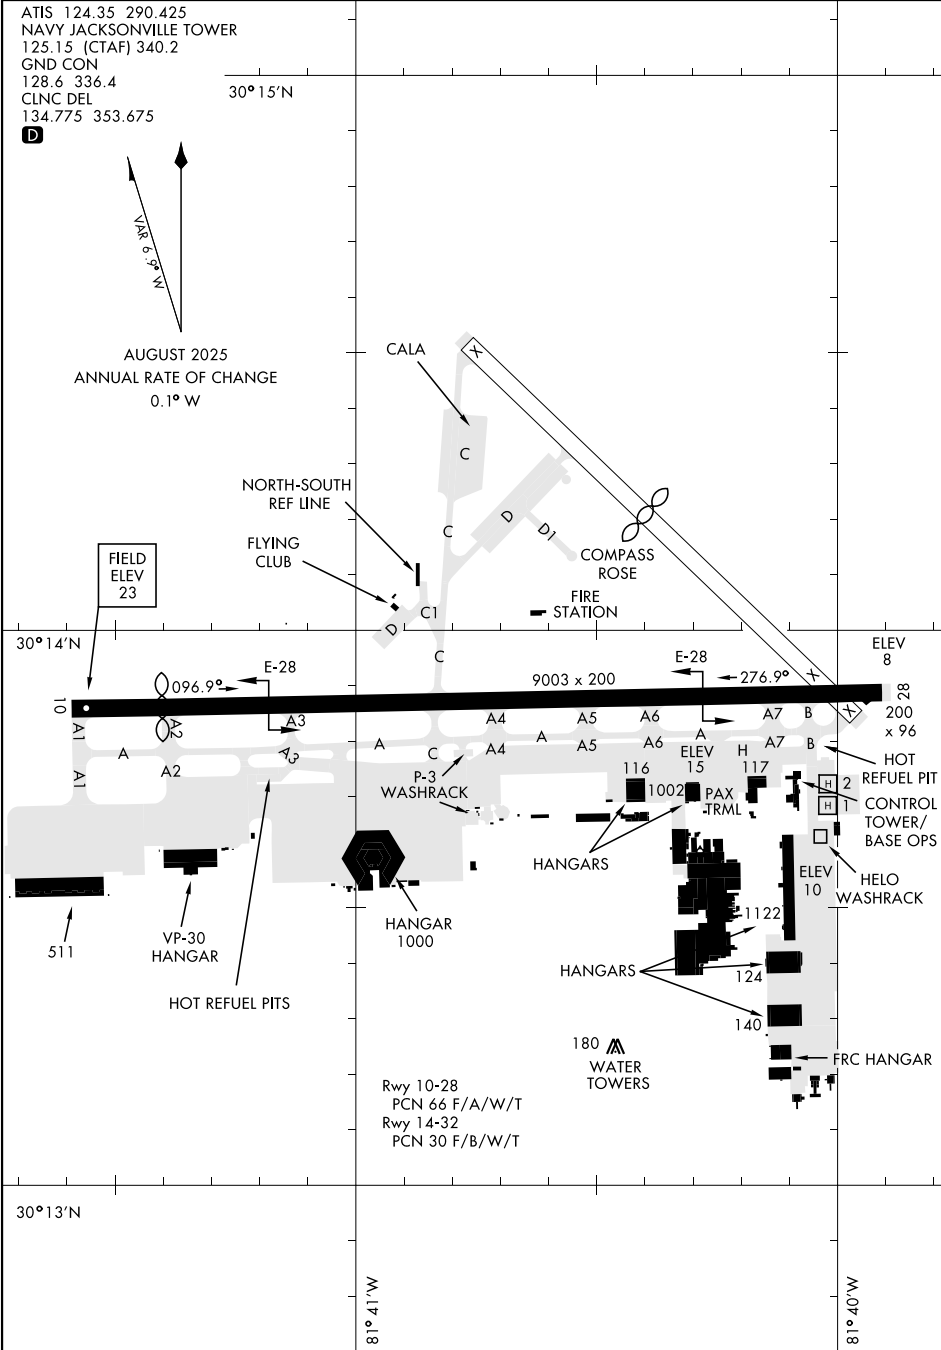 ATIS 124.35 290.425
NAVY JACKSONVILLE TOWER
125.15 (CTAF) 340.2
GND CON
128.6 336.4
CLNC DEL
134.775 353.675
D
30°15'N
VAR 6.9° W
AUGUST 2025
ANNUAL RATE OF CHANGE
0.1° W
CALA
X
C
NORTH-SOUTH
REF LINE
D
C
D1
FLYING
CLUB
COMPASS
ROSE
FIELD
ELEV
23
FIRE
STATION
C1
D
30°14'N
C
ELEV
8
E-28
E-28
X
096.9°
9003 x 200
276.9°
10
28
A1
A2
A3
A4
A5
A6
A7
B
X
200
x 96
A
A3
A
C
A4
A
A5
A6
A
H
A7
B
A1
A2
ELEV
15
HOT
REFUEL PIT
P-3
WASHRACK
116
1002
PAX
TRML
117
H
2
H
1
CONTROL
TOWER/
BASE OPS
HANGARS
ELEV
10
HELO
WASHRACK
511
VP-30
HANGAR
HANGAR
1000
1122
HANGARS
124
HOT REFUEL PITS
140
180
WATER
TOWERS
FRC HANGAR
Rwy 10-28
PCN 66 F/A/W/T
Rwy 14-32
PCN 30 F/B/W/T
30°13'N
81°41'W
81°40'W